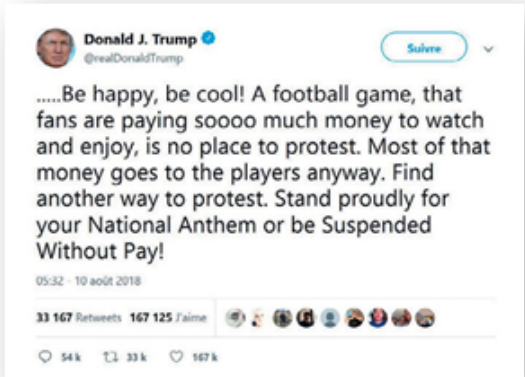 Donald J. Trump
Suivre
@realDonaldTrump
.....Be happy, be cool! A football game, that
fans are paying soooo much money to watch
and enjoy, is no place to protest. Most of that
money goes to the players anyway. Find
another way to protest. Stand proudly for
your National Anthem or be Suspended
Without Pay!
05:32 - 10 août 2018
33 167 Retweets 167 125 J'aime
54 k 33 k 167 k